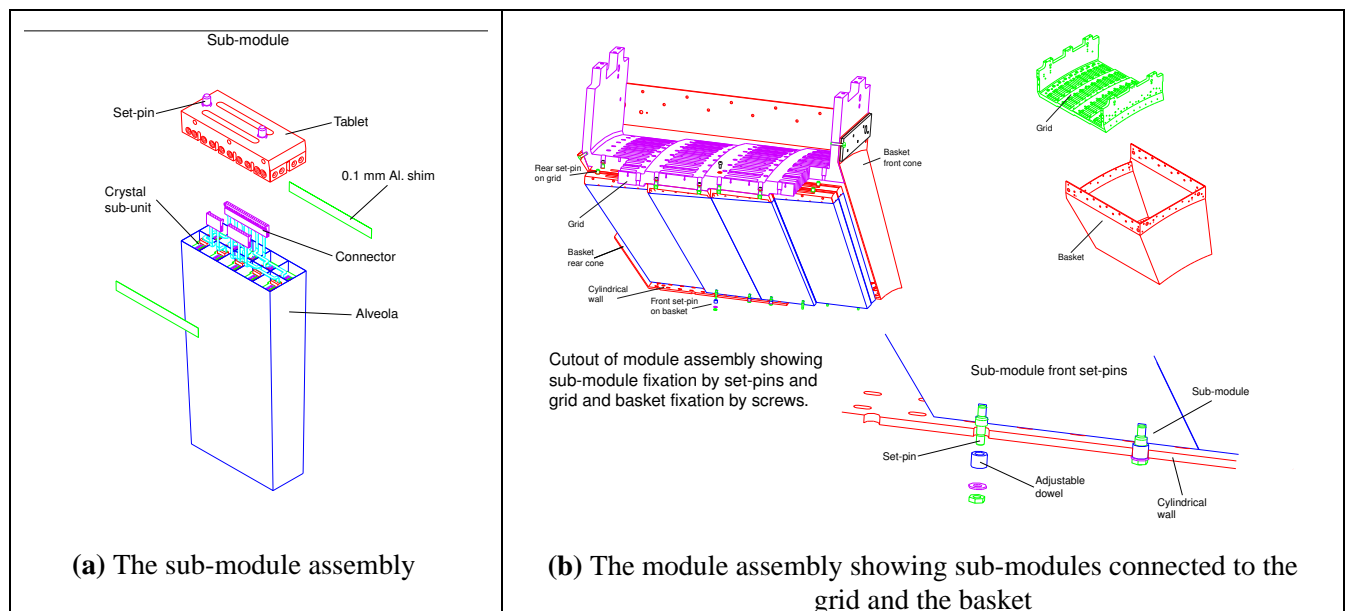 Sub-module
Set-pin
Tablet
0.1 mm Al. shim
Crystal
sub-unit
Connector
Alveola
(a) The sub-module assembly
Grid
Basket
front cone
Rear set-pin
on grid
Grid
Basket
Basket
rear cone
Cylindrical
wall
Front set-pin
on basket
Cutout of module assembly showing
sub-module fixation by set-pins and
grid and basket fixation by screws.
Sub-module front set-pins
Sub-module
Set-pin
Adjustable
dowel
Cylindrical
wall
(b) The module assembly showing sub-modules connected to the
grid and the basket